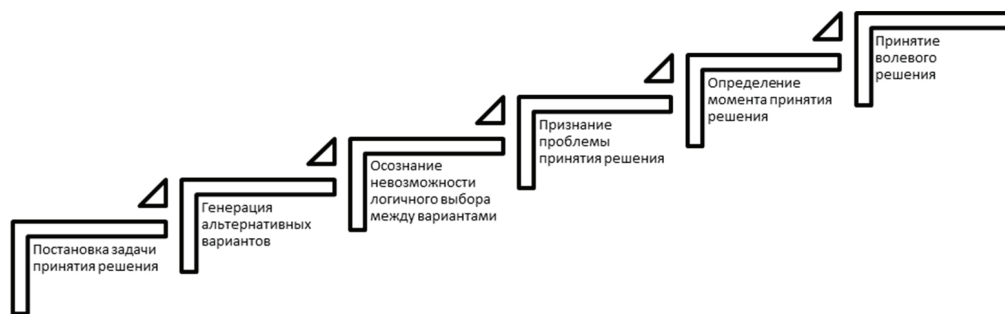 Постановка задачи
принятия решения
Генерация
альтернативных
вариантов
Осознание
невозможности
логичного выбора
между вариантами
Признание
проблемы
принятия решения
Определение
момента принятия
решения
Принятие
волевого
решения